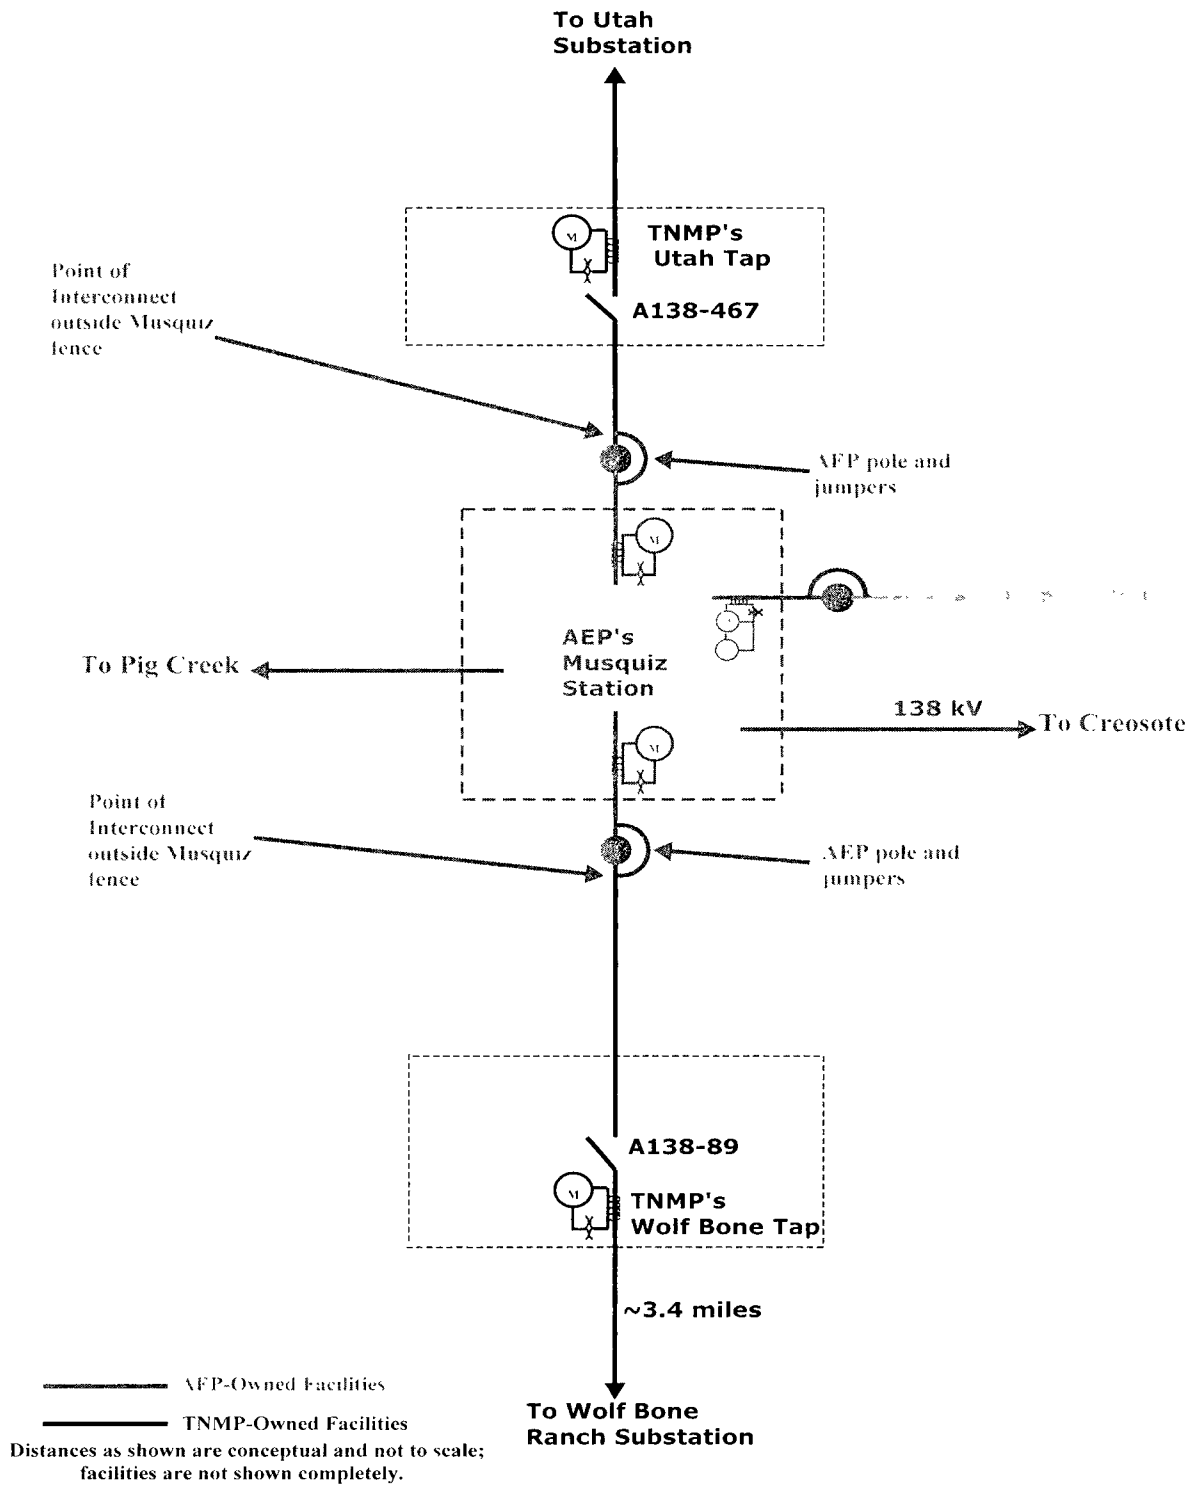 To Utah
Substation
TNMP's
Utah Tap
M
A138-467
Point of
Interconnect
outside Musquiz
fence
AEP pole and
jumpers
M
AEP's
Musquiz
Station
To Pig Creek
138 kV
To Creosote
M
Point of
Interconnect
outside Musquiz
fence
AEP pole and
jumpers
A138-89
M
TNMP's
Wolf Bone Tap
~3.4 miles
AEP-Owned Facilities
TNMP-Owned Facilities
Distances as shown are conceptual and not to scale;
facilities are not shown completely.
To Wolf Bone
Ranch Substation